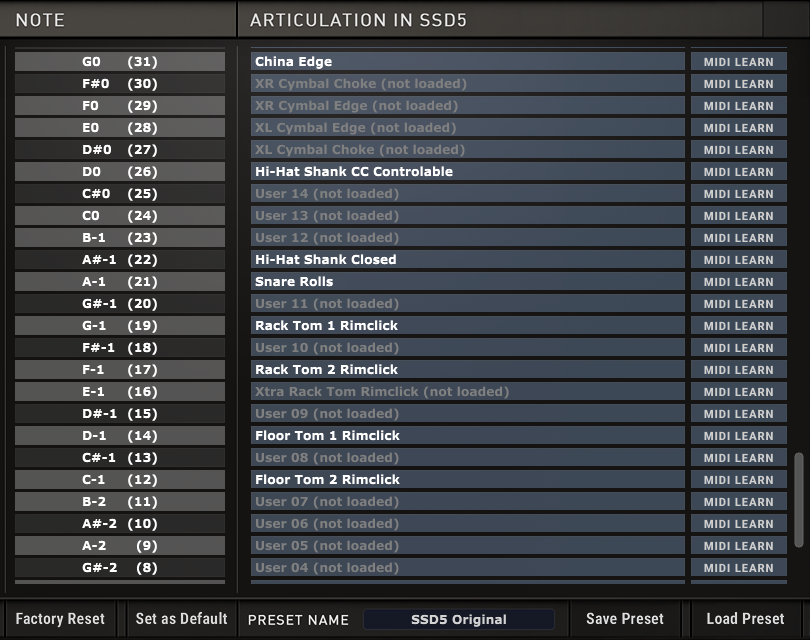 NOTE ARTICULATION IN SSD5
G0 (31) China Edge MIDI LEARN
F#0 (30) XR Cymbal Choke (not loaded) MIDI LEARN
F0 (29) XR Cymbal Edge (not loaded) MIDI LEARN
E0 (28) XL Cymbal Edge (not loaded) MIDI LEARN
D#0 (27) XL Cymbal Choke (not loaded) MIDI LEARN
D0 (26) Hi-Hat Shank CC Controlable MIDI LEARN
C#0 (25) User 14 (not loaded) MIDI LEARN
C0 (24) User 13 (not loaded) MIDI LEARN
B-1 (23) User 12 (not loaded) MIDI LEARN
A#-1 (22) Hi-Hat Shank Closed MIDI LEARN
A-1 (21) Snare Rolls MIDI LEARN
G#-1 (20) User 11 (not loaded) MIDI LEARN
G-1 (19) Rack Tom 1 Rimclick MIDI LEARN
F#-1 (18) User 10 (not loaded) MIDI LEARN
F-1 (17) Rack Tom 2 Rimclick MIDI LEARN
E-1 (16) Xtra Rack Tom Rimclick (not loaded) MIDI LEARN
D#-1 (15) User 09 (not loaded) MIDI LEARN
D-1 (14) Floor Tom 1 Rimclick MIDI LEARN
C#-1 (13) User 08 (not loaded) MIDI LEARN
C-1 (12) Floor Tom 2 Rimclick MIDI LEARN
B-2 (11) User 07 (not loaded) MIDI LEARN
A#-2 (10) User 06 (not loaded) MIDI LEARN
A-2 (9) User 05 (not loaded) MIDI LEARN
G#-2 (8) User 04 (not loaded) MIDI LEARN
Factory Reset Set as Default PRESET NAME SSD5 Original Save Preset Load Preset